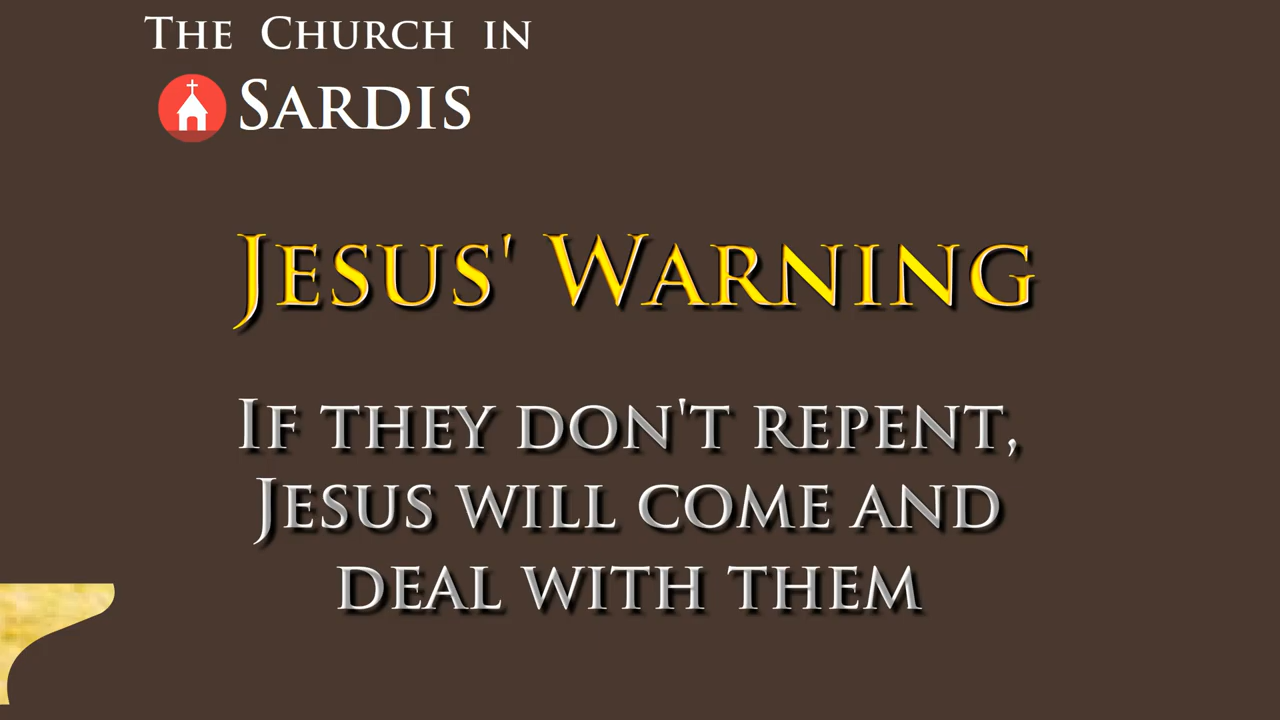 The Church in
Sardis
Jesus' Warning
If they don't repent,
Jesus will come and
deal with them